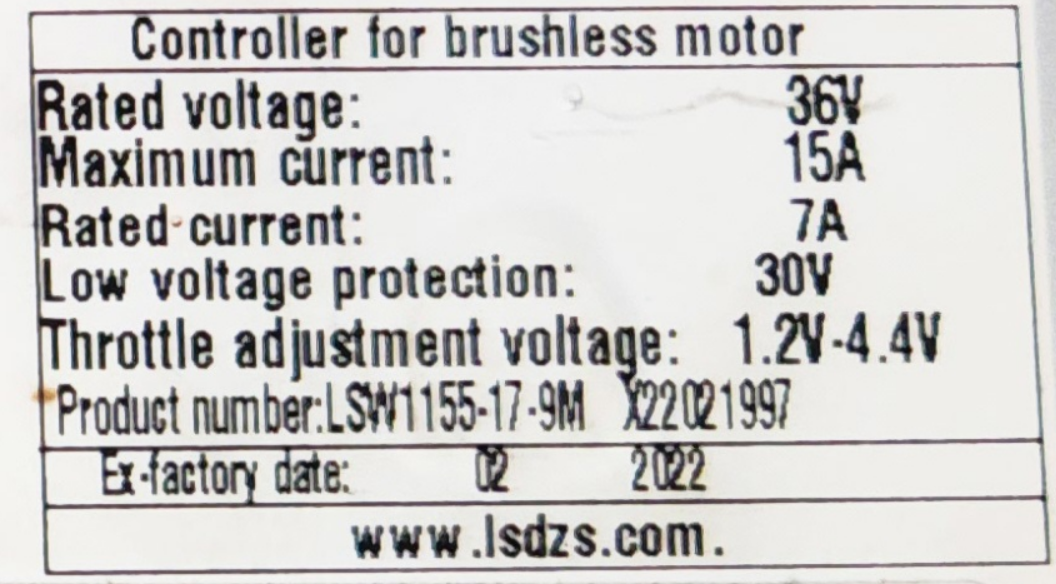 Controller for brushless motor
Rated voltage: 36V
Maximum current: 15A
Rated current: 7A
Low voltage protection: 30V
Throttle adjustment voltage: 1.2V-4.4V
Product number:LSW1155-17-9M X22021997
Ex-factory date: 02 2022
www.lsdzs.com.